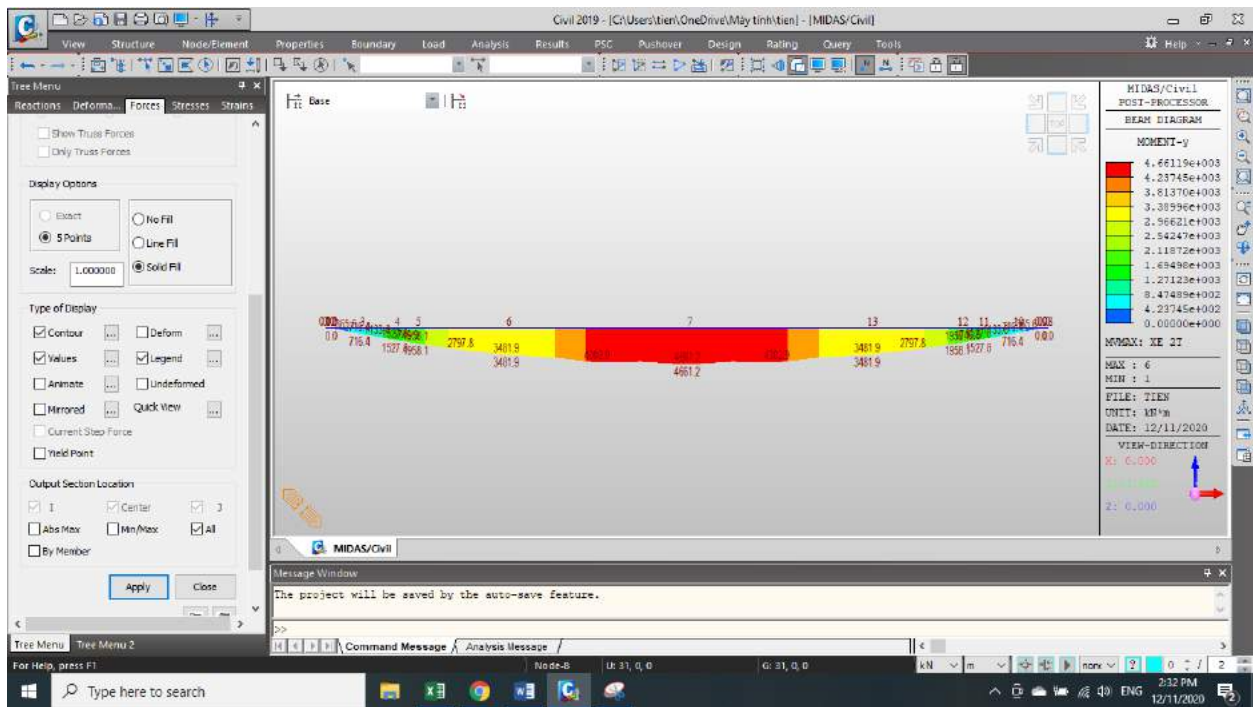 Civil 2019 - [C:\Users\tien\OneDrive\Máy tính\tien] - [MIDAS/Civil]
View Structure Node/Element Properties Boundary Load Analysis Results PSC Pushover Design Rating Query Tools Help
Tree Menu
Reactions Deforma... Forces Stresses Strains
Show Truss Forces
Only Truss Forces
Display Options
Exact
5 Points
No Fill
Line Fill
Solid Fill
Scale: 1.000000
Type of Display
Contour ... Deform ...
Values ... Legend ...
Animate ... Undeformed
Mirrored ... Quick View ...
Current Step Force
Yield Point
Output Section Location
I Center J
Abs Max Min/Max All
By Member
Apply Close
Tree Menu Tree Menu 2
Base
TOP
4 5 6 7 13 12 11
0.0 716.4 1527.6 1958.1 2797.8 3481.9 3481.9 2797.8 716.4
3481.9 4661.2 3481.9
MIDAS/Civil
POST-PROCESSOR
BEAM DIAGRAM
MOMENT-y
4.66119e+003
4.23745e+003
3.81370e+003
3.38996e+003
2.96621e+003
2.54247e+003
2.11872e+003
1.69498e+003
1.27123e+003
8.47489e+002
4.23745e+002
0.00000e+000
MVMAX: XE 2T
MAX : 6
MIN : 1
FILE: TIEN
UNIT: kN*m
DATE: 12/11/2020
VIEW-DIRECTION
X: 0.000
Z: 0.000
MIDAS/Civil
Message Window
The project will be saved by the auto-save feature.
>>
Command Message Analysis Message
For Help, press F1
Node-8 U: 31, 0, 0 G: 31, 0, 0 kN m 0 2
Type here to search
ENG
2:32 PM
12/11/2020